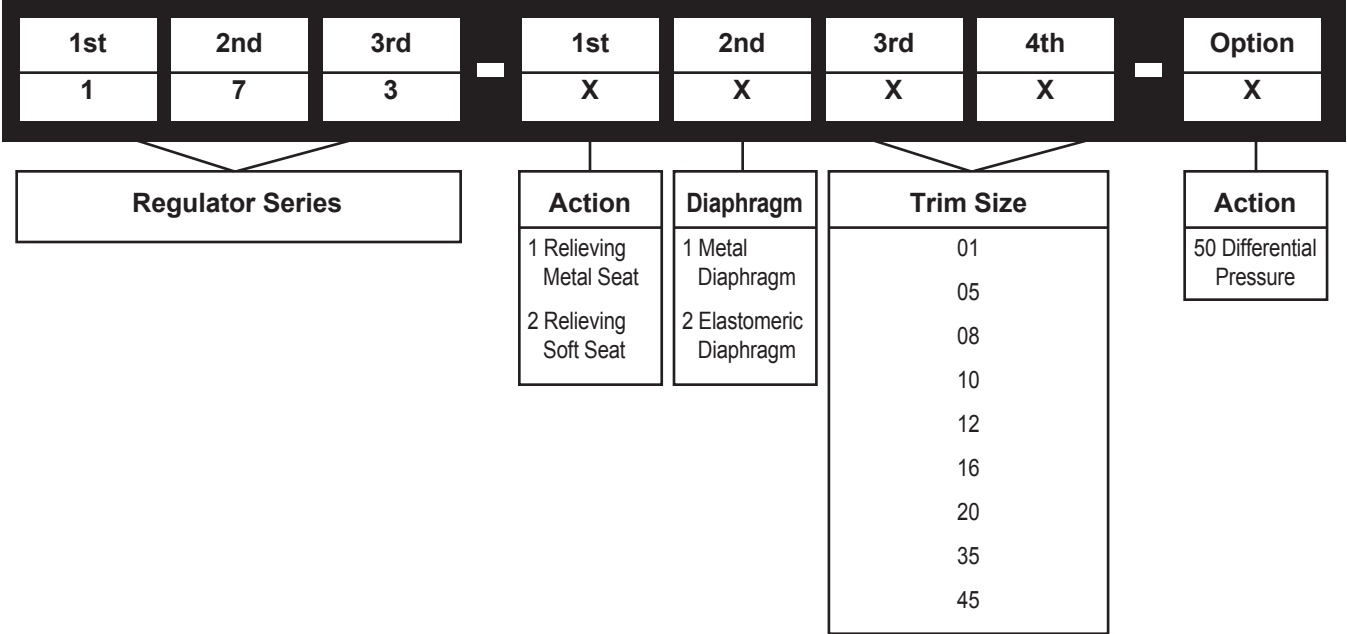 1st 2nd 3rd 1st 2nd 3rd 4th Option
1 7 3 - X X X X - X
Regulator Series
Action
1 Relieving
Metal Seat
2 Relieving
Soft Seat
Diaphragm
1 Metal
Diaphragm
2 Elastomeric
Diaphragm
Trim Size
01
05
08
10
12
16
20
35
45
Action
50 Differential
Pressure